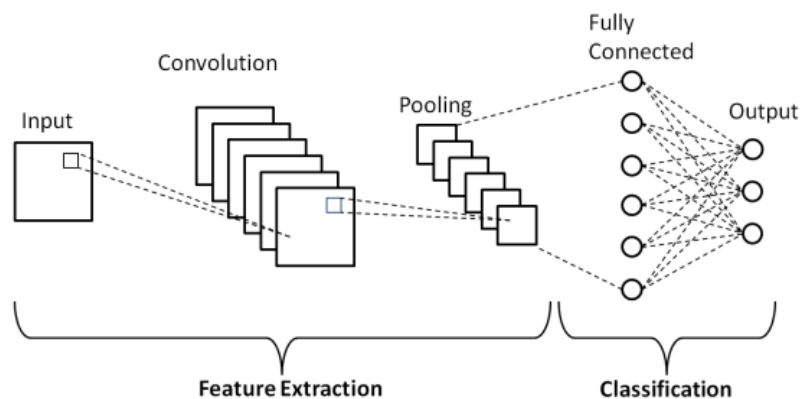 Fully
Connected
Convolution
Pooling
Output
Input
Feature Extraction
Classification